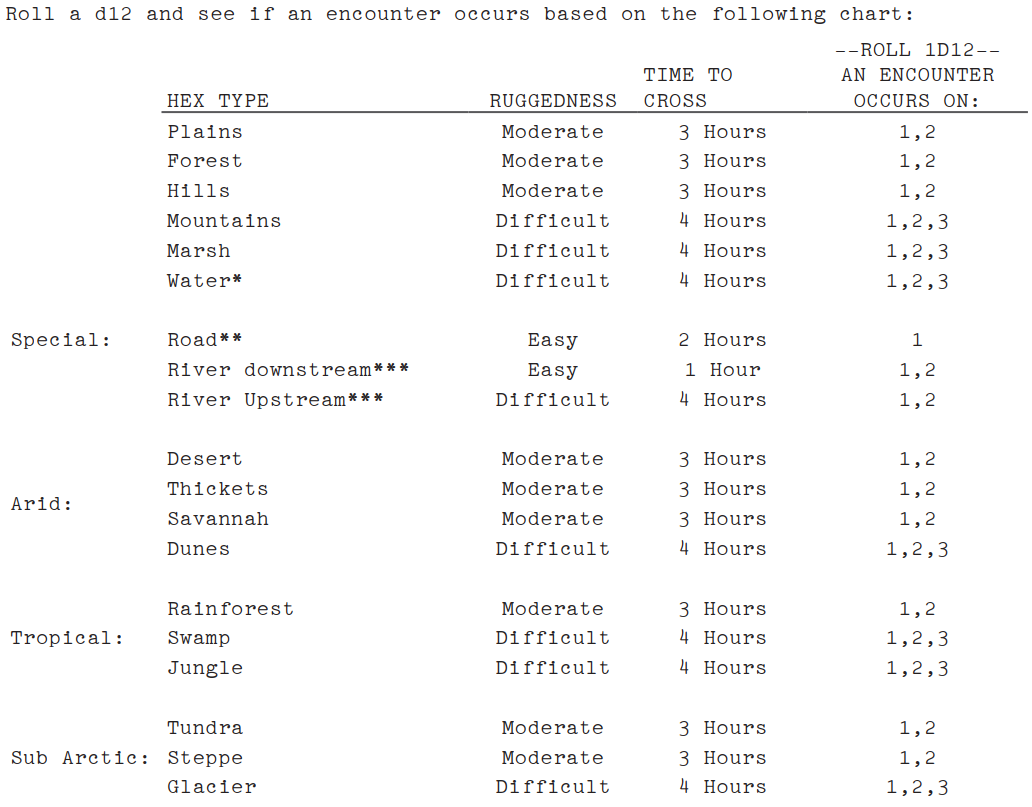 Roll a d12 and see if an encounter occurs based on the following chart:
--ROLL 1D12--
TIME TO AN ENCOUNTER
HEX TYPE RUGGEDNESS CROSS OCCURS ON:
Plains Moderate 3 Hours 1,2
Forest Moderate 3 Hours 1,2
Hills Moderate 3 Hours 1,2
Mountains Difficult 4 Hours 1,2,3
Marsh Difficult 4 Hours 1,2,3
Water* Difficult 4 Hours 1,2,3
Special: Road** Easy 2 Hours 1
River downstream*** Easy 1 Hour 1,2
River Upstream*** Difficult 4 Hours 1,2
Desert Moderate 3 Hours 1,2
Thickets Moderate 3 Hours 1,2
Arid:
Savannah Moderate 3 Hours 1,2
Dunes Difficult 4 Hours 1,2,3
Rainforest Moderate 3 Hours 1,2
Tropical: Swamp Difficult 4 Hours 1,2,3
Jungle Difficult 4 Hours 1,2,3
Tundra Moderate 3 Hours 1,2
Sub Arctic: Steppe Moderate 3 Hours 1,2
Glacier Difficult 4 Hours 1,2,3